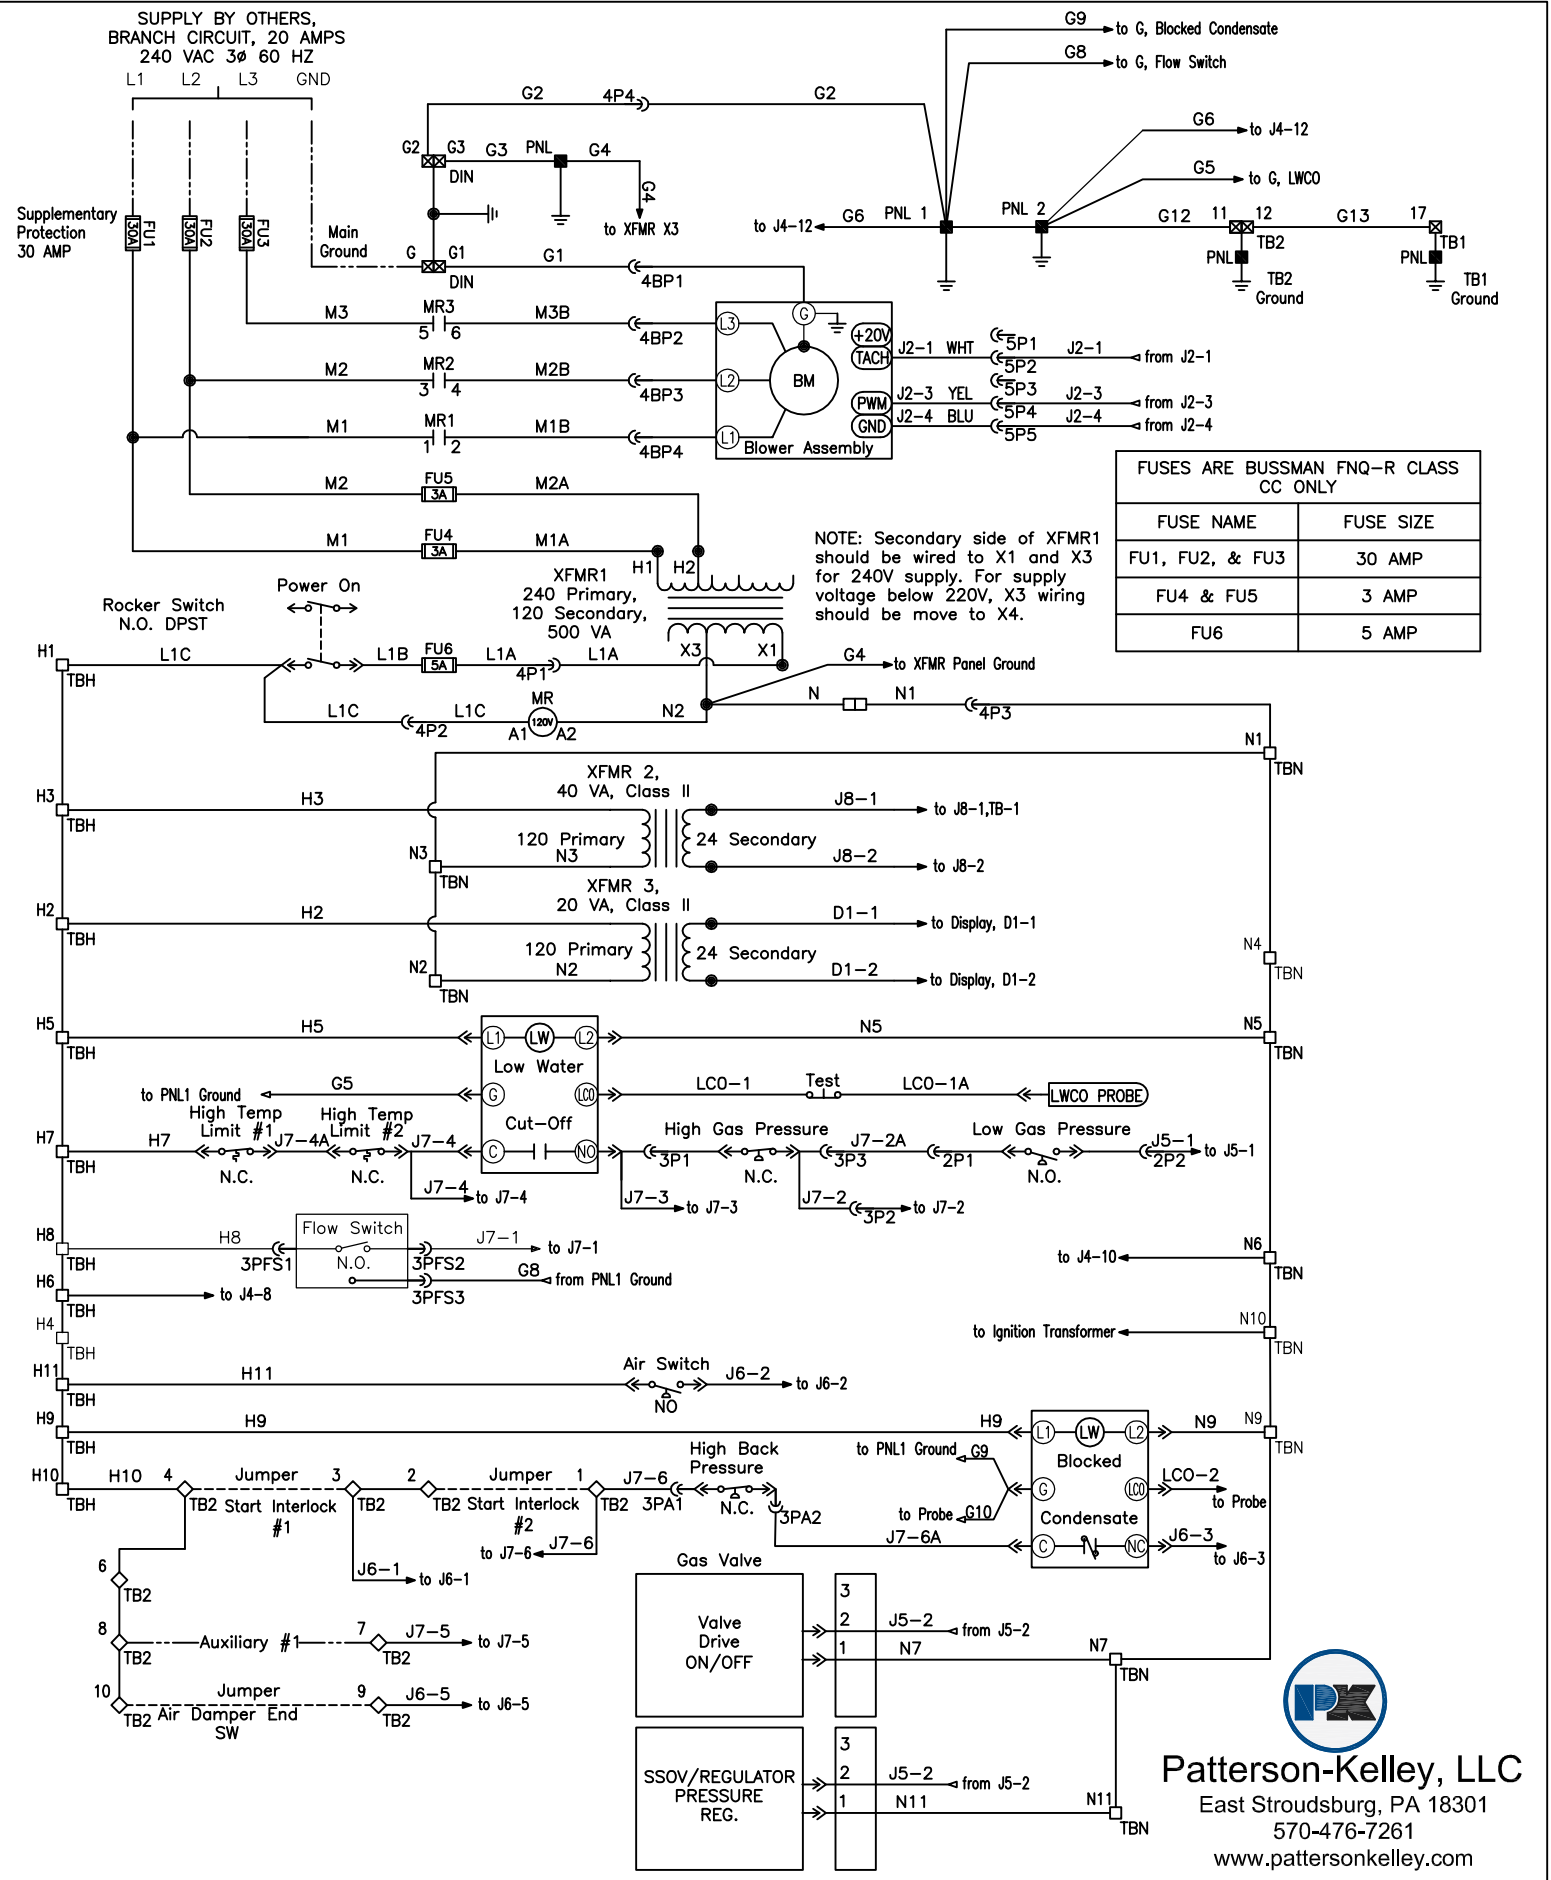 SUPPLY BY OTHERS,
BRANCH CIRCUIT, 20 AMPS
240 VAC 3ø 60 HZ
L1 L2 L3 GND
G9 to G, Blocked Condensate
G8 to G, Flow Switch
G2 4P4 G2
G6 to J4-12
G5 to G, LWCO
G2 G3 G3 PNL G4
DIN
G4
to XFMR X3
Supplementary
Protection
30 AMP
30A FU1
30A FU2
30A FU3
Main
Ground
to J4-12 G6 PNL 1 PNL 2 G12 11 12 G13 17
TB2 TB1
PNL PNL
TB2
Ground
TB1
Ground
G G1 G1
DIN 4BP1
M3 MR3 M3B
5 6 4BP2
M2 MR2 M2B
3 4 4BP3
M1 MR1 M1B
1 2 4BP4
G
L3
L2
L1
BM
+20V
TACH
PWM
GND
Blower Assembly
5P1
J2-1 WHT 5P2 J2-1 from J2-1
5P3
J2-3 YEL 5P4 J2-3 from J2-3
J2-4 BLU 5P5 J2-4 from J2-4
FUSES ARE BUSSMAN FNQ-R CLASS
CC ONLY
FUSE NAME FUSE SIZE
FU1, FU2, & FU3 30 AMP
FU4 & FU5 3 AMP
FU6 5 AMP
M2 FU5 M2A
3A
M1 FU4 M1A
3A
H1 H2
XFMR1
240 Primary,
120 Secondary,
500 VA
X3 X1
NOTE: Secondary side of XFMR1
should be wired to X1 and X3
for 240V supply. For supply
voltage below 220V, X3 wiring
should be move to X4.
Power On
Rocker Switch
N.O. DPST
H1 L1C L1B FU6 L1A L1A
TBH 5A 4P1
G4 to XFMR Panel Ground
L1C L1C MR N2
4P2 A1 120V A2
N N1
4P3
N1
TBN
XFMR 2,
40 VA, Class II
H3 H3 J8-1 to J8-1,TB-1
TBH
120 Primary 24 Secondary
N3 N3 J8-2 to J8-2
TBN
XFMR 3,
20 VA, Class II
H2 H2 D1-1 to Display, D1-1
TBH
120 Primary 24 Secondary
N4
TBN
N2 N2 D1-2 to Display, D1-2
TBN
H5 H5 L1 LW L2 N5 N5
TBH TBN
Low Water
to PNL1 Ground G5 G LCO LCO-1 Test LCO-1A LWCO PROBE
Cut-Off
High Temp
Limit #1
High Temp
Limit #2
High Gas Pressure
Low Gas Pressure
H7 H7 J7-4A J7-4 C NO J7-2A J5-1 to J5-1
TBH N.C. N.C. 3P1 N.C. 3P3 2P1 N.O. 2P2
J7-4 to J7-4 J7-3 to J7-3 J7-2 3P2 to J7-2
Flow Switch
H8 H8 J7-1 to J7-1
TBH 3PFS1 N.O. 3PFS2
G8 from PNL1 Ground
3PFS3
to J4-10 N6
TBN
H6 to J4-8
TBH
H4
TBH
to Ignition Transformer N10
TBN
Air Switch
H11 H11 J6-2 to J6-2
TBH NO
H9 H9 H9 L1 LW L2 N9 N9
TBH TBN
Blocked
to PNL1 Ground G9
G LCO LCO-2 to Probe
to Probe G10
Condensate
High Back
Pressure
H10 H10 4 Jumper 3 2 Jumper 1 J7-6
TBH TB2 Start Interlock
#1
TB2 TB2 Start Interlock
#2
TB2 3PA1 N.C. 3PA2
J7-6A C NC J6-3 to J6-3
to J7-6 J7-6
J6-1 to J6-1
6
TB2
8 Auxiliary #1 7 J7-5 to J7-5
TB2 TB2
10 Jumper 9 J6-5 to J6-5
TB2 Air Damper End
SW
TB2
Gas Valve
Valve
Drive
ON/OFF
3
2 J5-2 from J5-2
1 N7 N7
TBN
SSOV/REGULATOR
PRESSURE
REG.
3
2 J5-2 from J5-2
1 N11 N11
TBN
PK
Patterson-Kelley, LLC
East Stroudsburg, PA 18301
570-476-7261
www.pattersonkelley.com